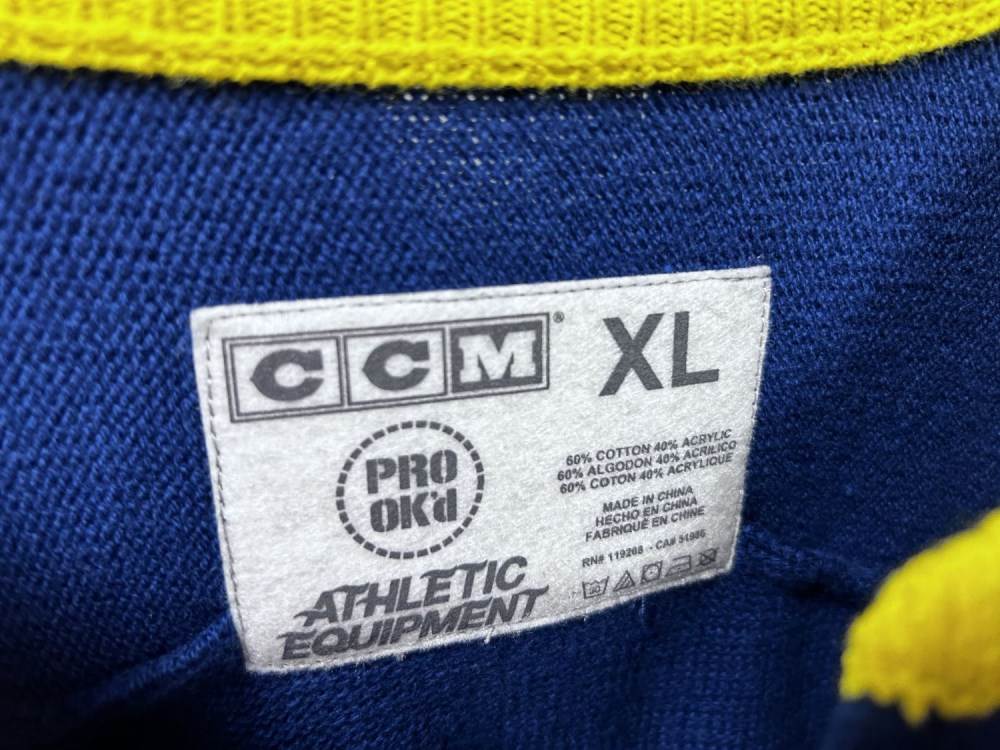 CCM®
XL
PRO
OK'd
ATHLETIC
EQUIPMENT
60% COTTON 40% ACRYLIC
60% ALGODON 40% ACRILICO
60% COTON 40% ACRYLIQUE
MADE IN CHINA
HECHO EN CHINA
FABRIQUÉ EN CHINE
RN# 119268 - CA#